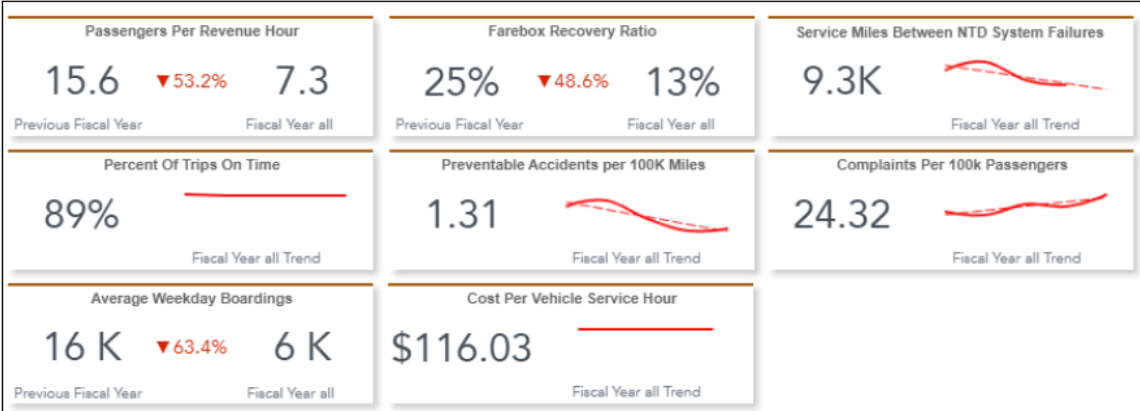 Passengers Per Revenue Hour
15.6 ▼53.2% 7.3
Previous Fiscal Year Fiscal Year all
Farebox Recovery Ratio
25% ▼48.6% 13%
Previous Fiscal Year Fiscal Year all
Service Miles Between NTD System Failures
9.3K
Fiscal Year all Trend
Percent Of Trips On Time
89%
Fiscal Year all Trend
Preventable Accidents per 100K Miles
1.31
Fiscal Year all Trend
Complaints Per 100k Passengers
24.32
Fiscal Year all Trend
Average Weekday Boardings
16 K ▼63.4% 6 K
Previous Fiscal Year Fiscal Year all
Cost Per Vehicle Service Hour
$116.03
Fiscal Year all Trend